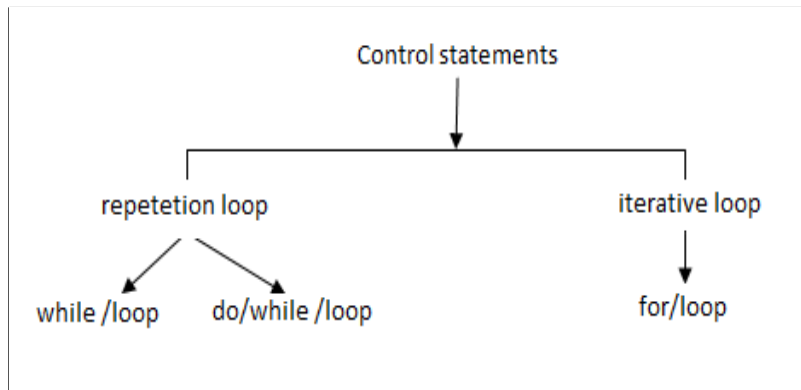 Control statements
repetetion loop
iterative loop
while /loop
do/while /loop
for/loop